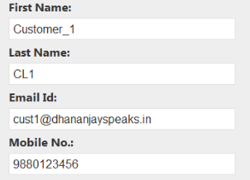 First Name:
Customer_1
Last Name:
CL1
Email Id:
cust1@dhananjayspeaks.in
Mobile No.:
9880123456